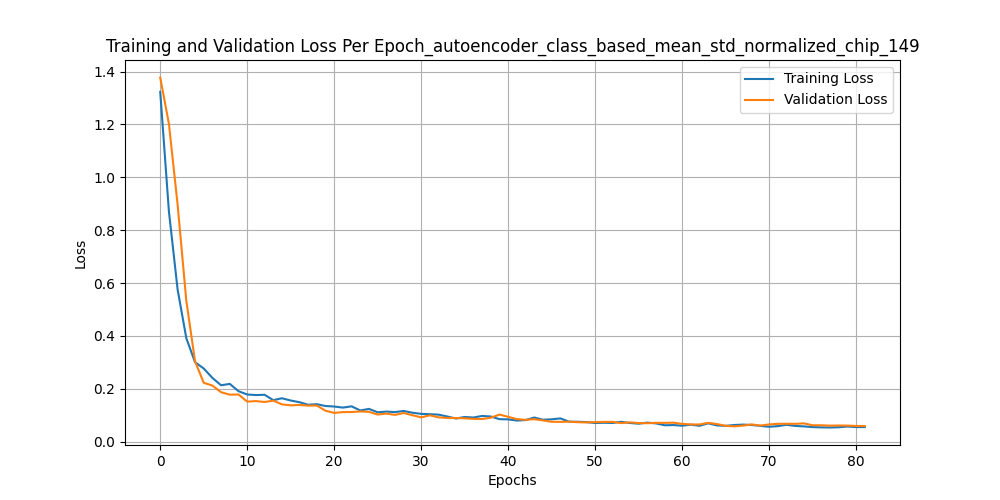 Training and Validation Loss Per Epoch_autoencoder_class_based_mean_std_normalized_chip_149
Training Loss
Validation Loss
1.4
1.2
1.0
0.8
0.6
0.4
0.2
0.0
Loss
0 10 20 30 40 50 60 70 80
Epochs